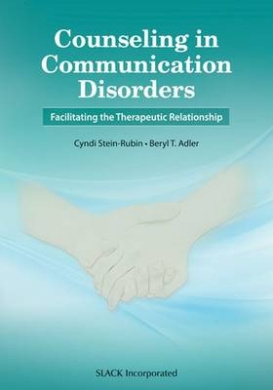 Counseling in
Communication
Disorders
Facilitating the Therapeutic Relationship
Cyndi Stein-Rubin • Beryl T. Adler
SLACK Incorporated